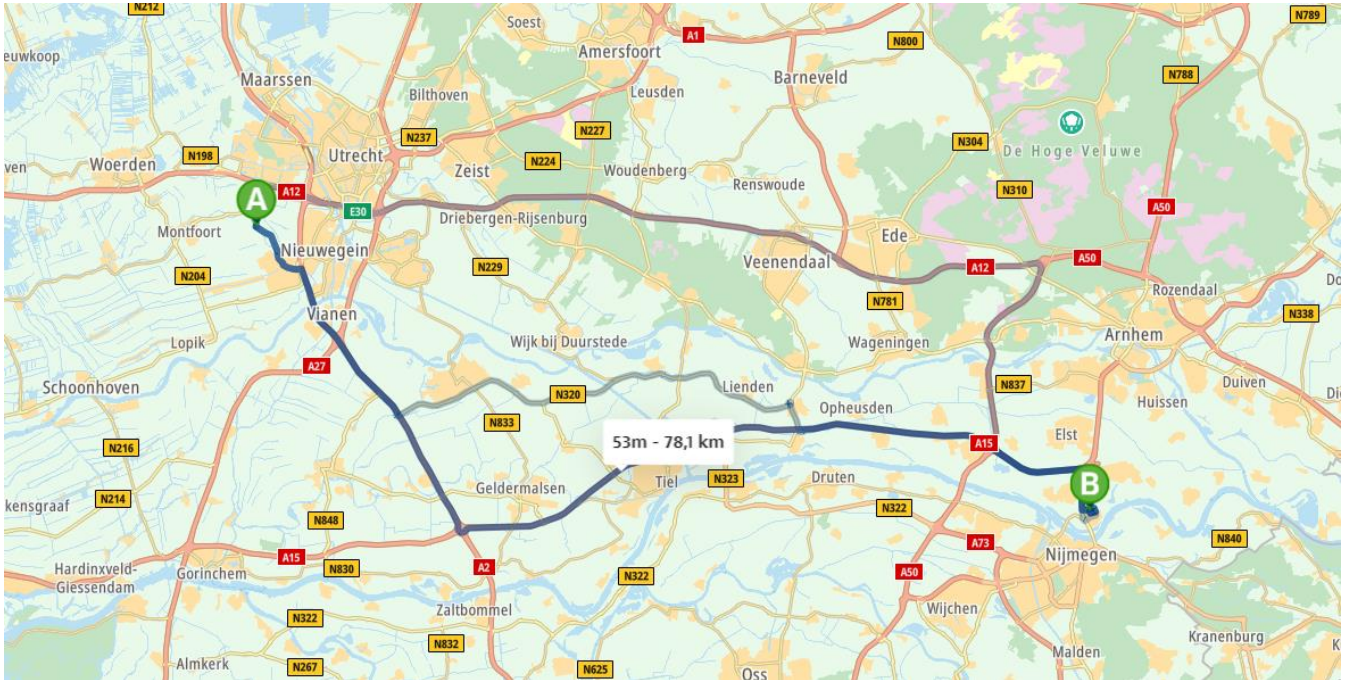 N212
Soest
A1
N789
euwkoop
Amersfoort
N800
Maarssen
Barneveld
N788
Bilthoven
Leusden
N237
N227
N304
De Hoge Veluwe
N198
Woerden
Utrecht
Zeist
N224
Woudenberg
ven
Renswoude
N310
A12
A
E30
A50
Montfoort
Driebergen-Rijsenburg
Ede
Nieuwegein
Veenendaal
A12
A50
N204
N229
N781
Rozendaal
Do
Vianen
N338
Lopik
Wijk bij Duurstede
Wageningen
Arnhem
A27
Schoonhoven
Lienden
N837
Duiven
Di
N320
Opheusden
Huissen
N833
Elst
N216
53m - 78,1 km
A15
kensgraaf
N214
Geldermalsen
Tiel
N323
Druten
B
N848
N322
N840
A15
N830
A2
A73
Nijmegen
Hardinxveld-
Giessendam
Gorinchem
N322
A50
Zaltbommel
Wijchen
N322
N832
Kranenburg
K
Almkerk
N267
N625
Oss
Malden